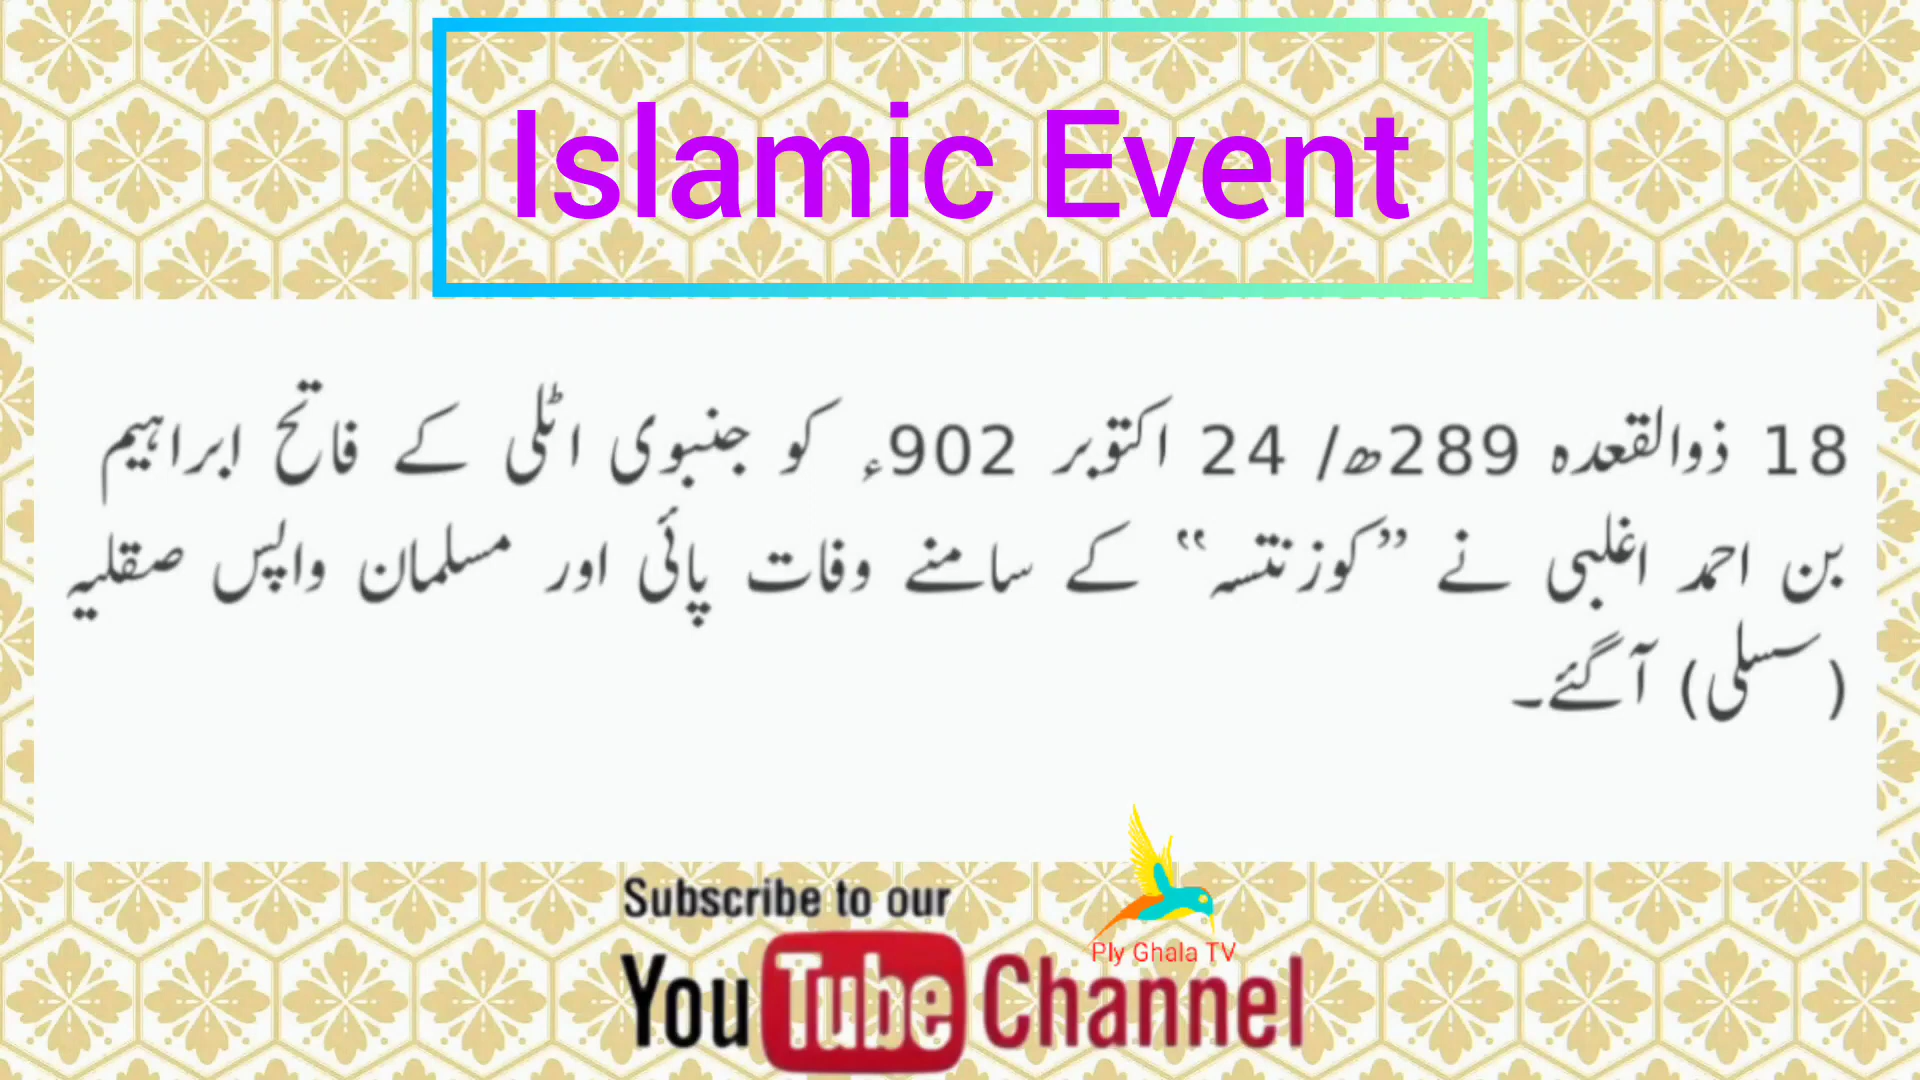 Islamic Event
18 ذوالقعدہ 289ھ/ 24 اکتوبر 902ء کو جنبوی اٹلی کے فاتح ابراہیم
بن احمد اغلبی نے ”کوزنتسہ“ کے سامنے وفات پائی اور مسلمان واپس صقلیہ
(سسلی) آگئے۔
Subscribe to our
Ply Ghala TV
YouTube Channel